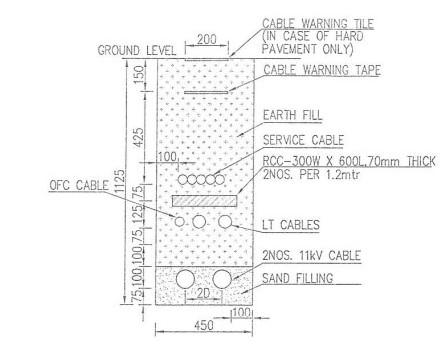 CABLE WARNING TILE
(IN CASE OF HARD
PAVEMENT ONLY)
200
GROUND LEVEL
150
CABLE WARNING TAPE
425
EARTH FILL
SERVICE CABLE
100
RCC-300W X 600L,70mm THICK
2NOS. PER 1.2mtr
OFC CABLE
1125
75
125
LT CABLES
75
100
2NOS. 11kV CABLE
100
SAND FILLING
2D
75
100
450